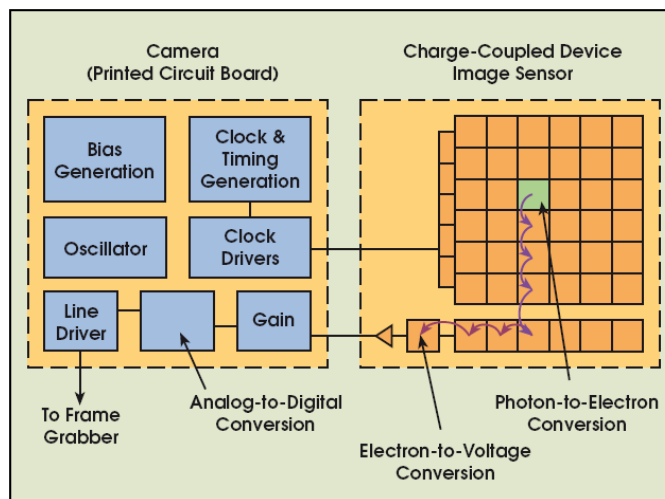 Camera
(Printed Circuit Board)
Charge-Coupled Device
Image Sensor
Bias
Generation
Clock &
Timing
Generation
Oscillator
Clock
Drivers
Line
Driver
Gain
To Frame
Grabber
Analog-to-Digital
Conversion
Electron-to-Voltage
Conversion
Photon-to-Electron
Conversion